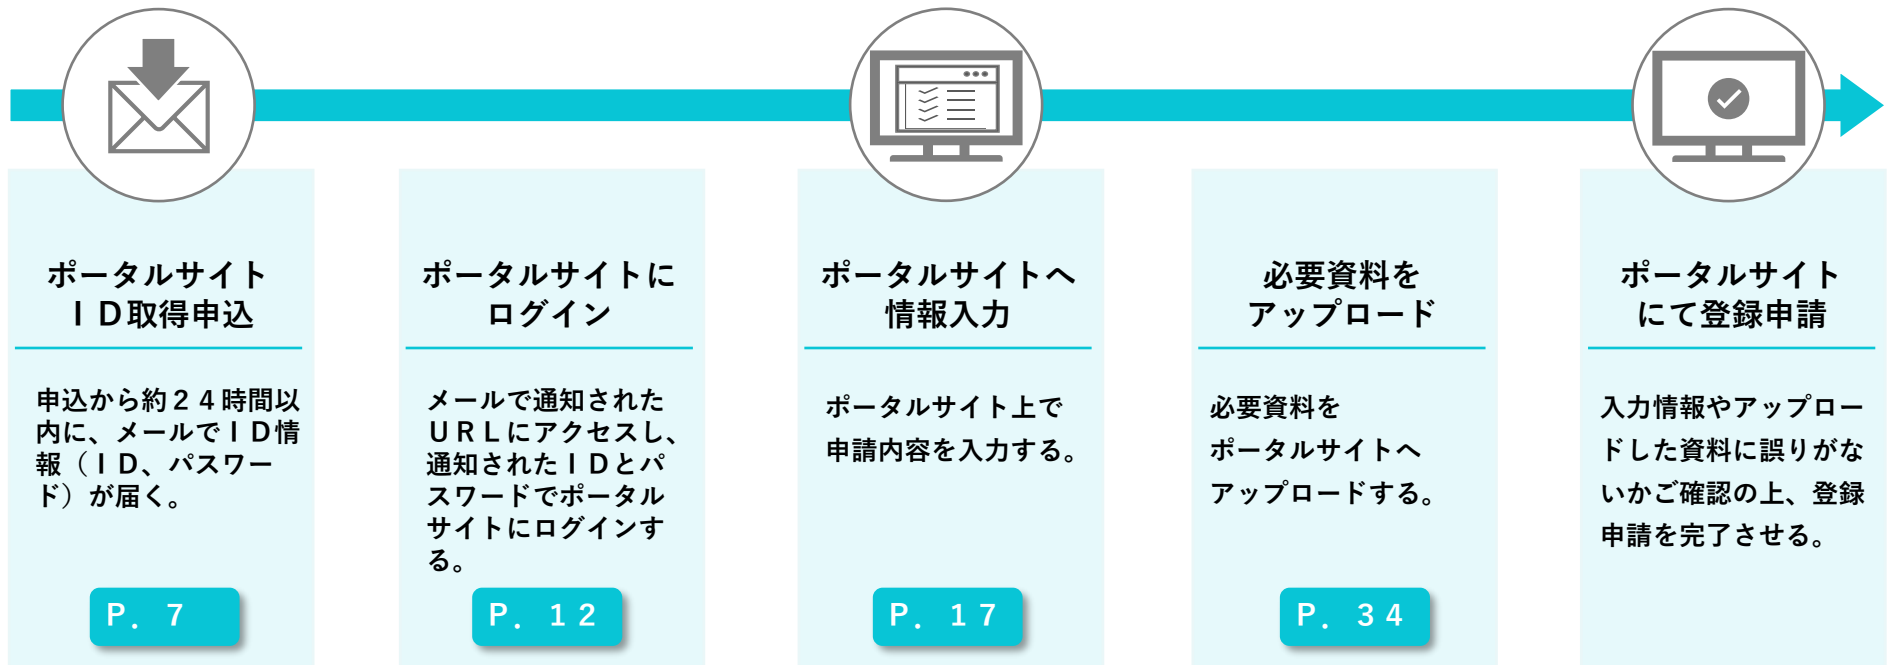 ポータルサイト
ＩＤ取得申込
申込から約２４時間以
内に、メールでＩＤ情
報（ＩＤ、パスワー
ド）が届く。
Ｐ．７
ポータルサイトに
ログイン
メールで通知された
ＵＲＬにアクセスし、
通知されたＩＤとパ
スワードでポータル
サイトにログインす
る。
Ｐ．１２
ポータルサイトへ
情報入力
ポータルサイト上で
申請内容を入力する。
Ｐ．１７
必要資料を
アップロード
必要資料を
ポータルサイトへ
アップロードする。
Ｐ．３４
ポータルサイト
にて登録申請
入力情報やアップロー
ドした資料に誤りがな
いかご確認の上、登録
申請を完了させる。